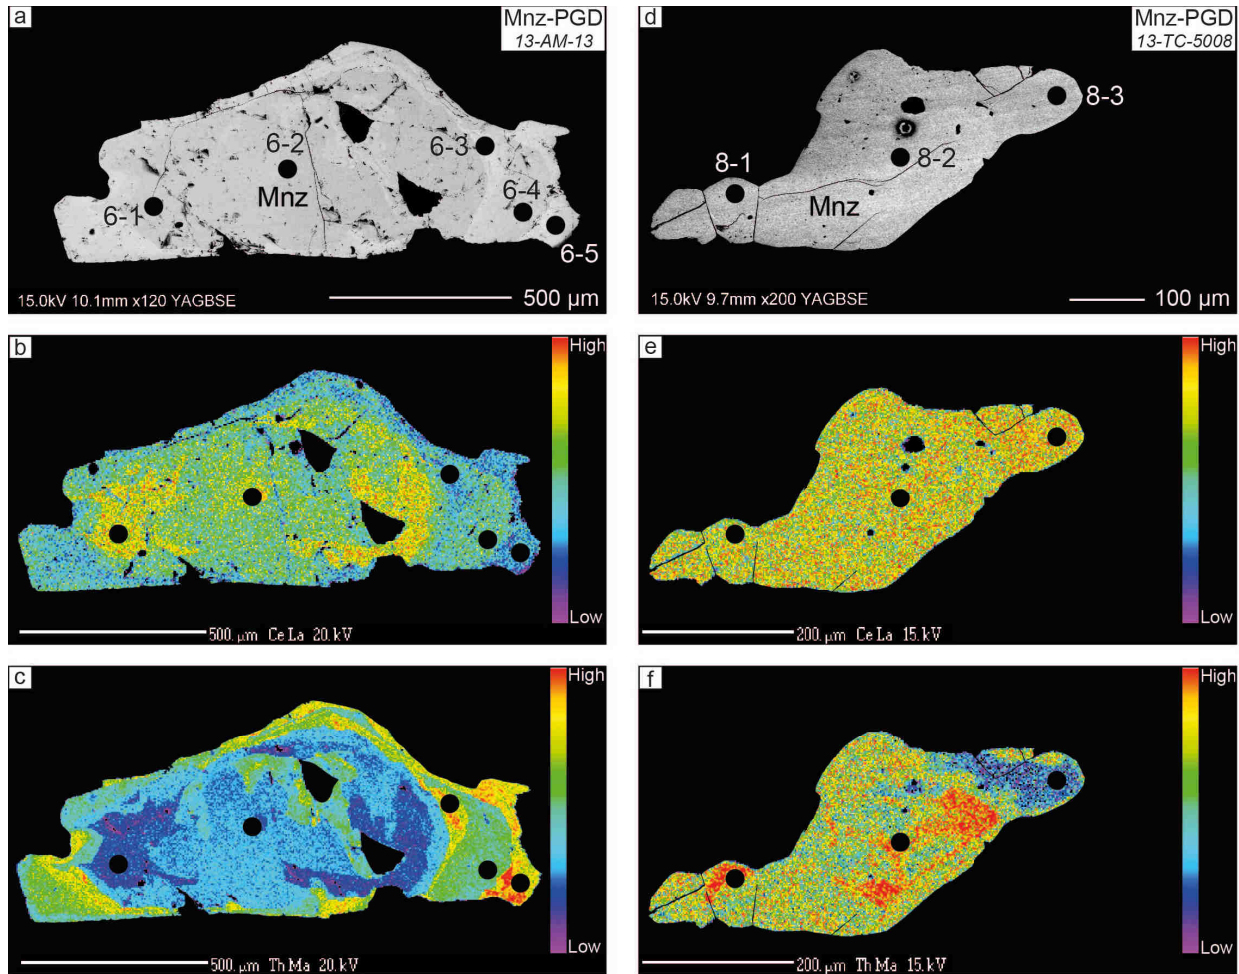 a
Mnz-PGD
13-AM-13
6-1
6-2
6-3
6-4
6-5
Mnz
15.0kV 10.1mm x120 YAGBSE
500 µm
d
Mnz-PGD
13-TC-5008
8-1
8-2
8-3
Mnz
15.0kV 9.7mm x200 YAGBSE
100 µm
b
High
Low
500. µm Ce La 20. kV
e
High
Low
200. µm Ce La 15. kV
c
High
Low
500. µm Th Ma 20. kV
f
High
Low
200. µm Th Ma 15. kV